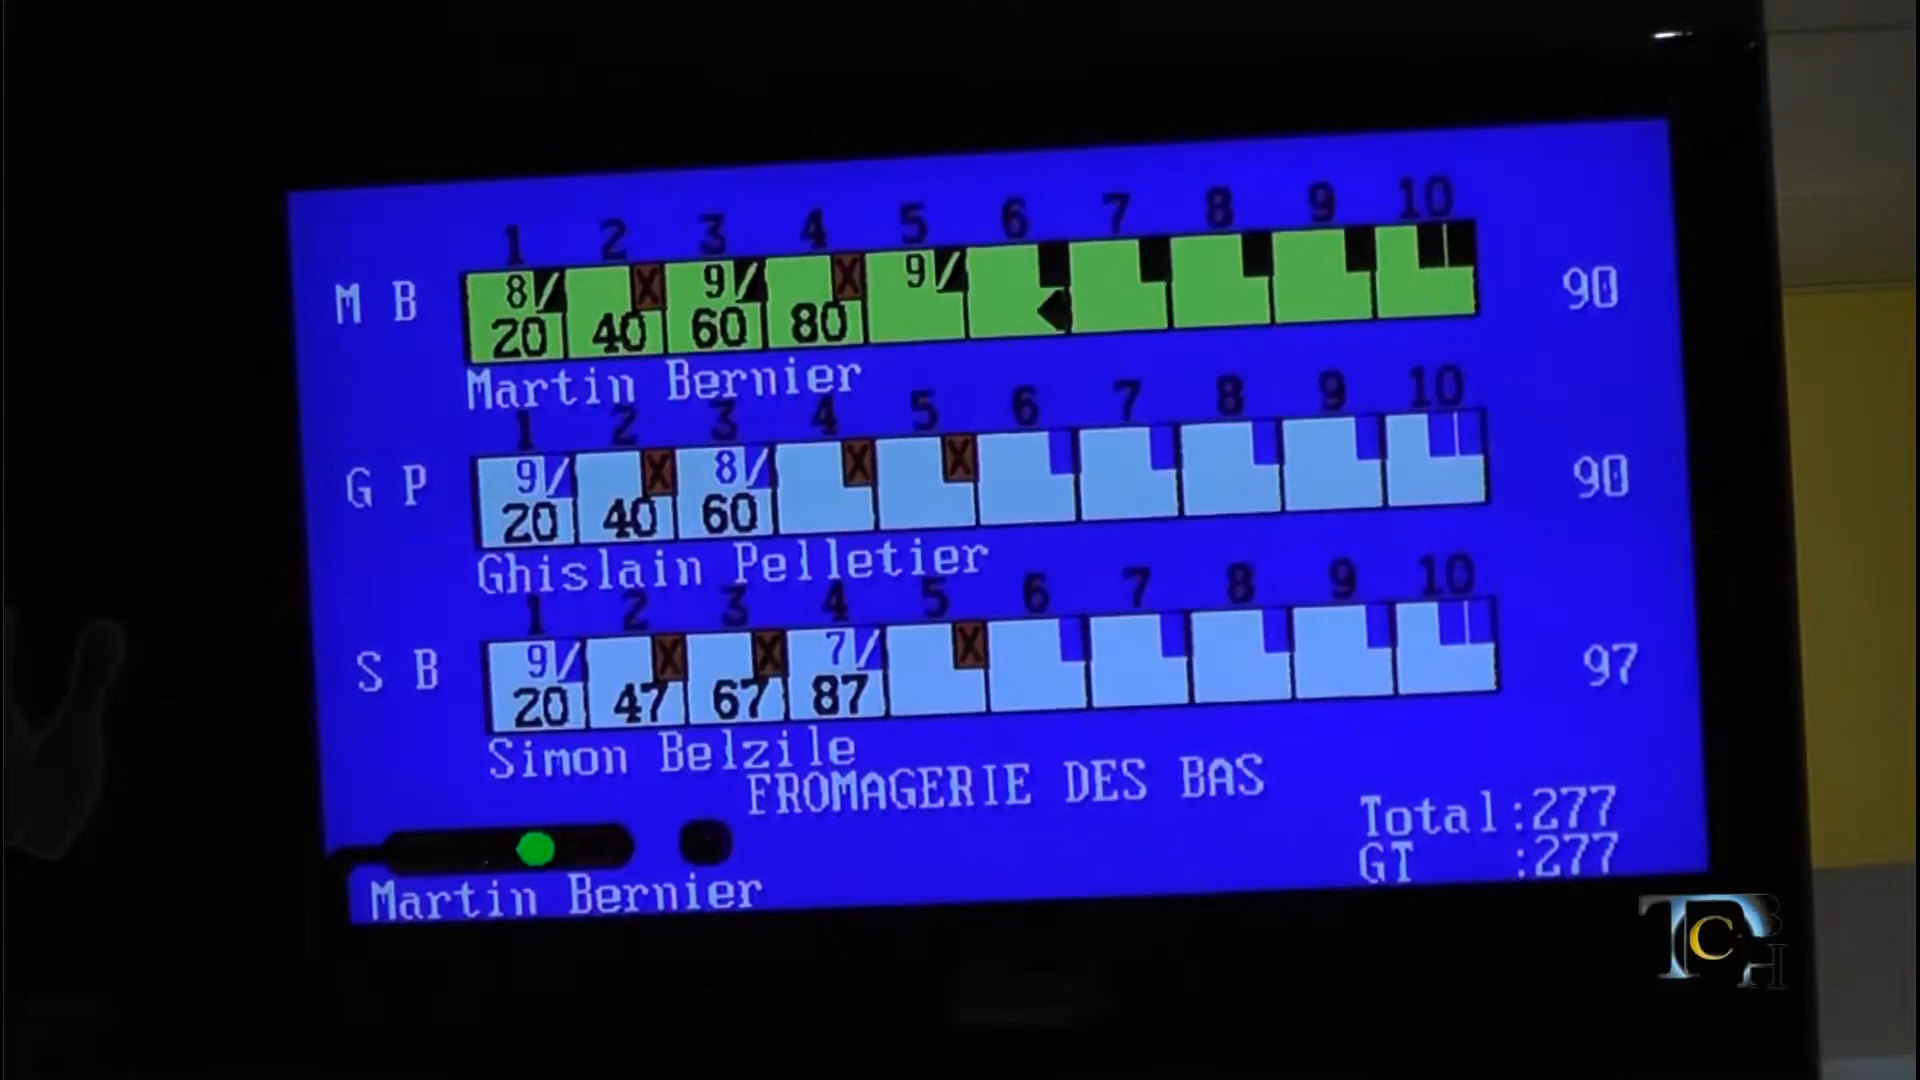 1 2 3 4 5 6 7 8 9 10
M B 8/ X 9/ X 9/ 90
20 40 60 80
Martin Bernier
1 2 3 4 5 6 7 8 9 10
G P 9/ X 8/ X X 90
20 40 60
Ghislain Pelletier
1 2 3 4 5 6 7 8 9 10
S B 9/ X X 7/ X 97
20 47 67 87
Simon Belzile
FROMAGERIE DES BAS
Total:277
GT :277
Martin Bernier
TCBH